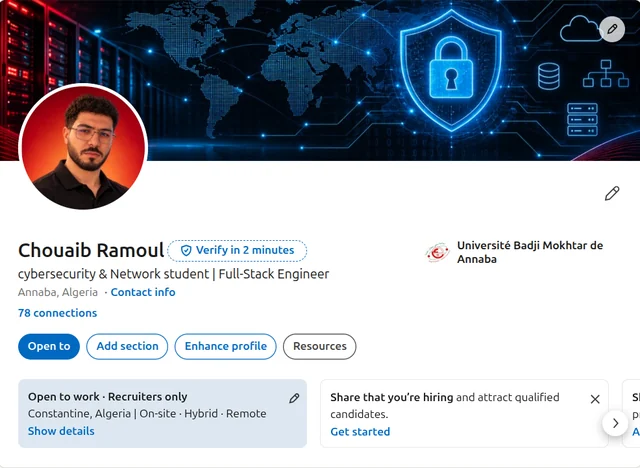 Chouaib Ramoul Verify in 2 minutes
Université Badji Mokhtar de
Annaba
cybersecurity & Network student | Full-Stack Engineer
Annaba, Algeria · Contact info
78 connections
Open to Add section Enhance profile Resources
Open to work · Recruiters only
Constantine, Algeria | On-site · Hybrid · Remote
Show details
Share that you're hiring and attract qualified
candidates.
Get started